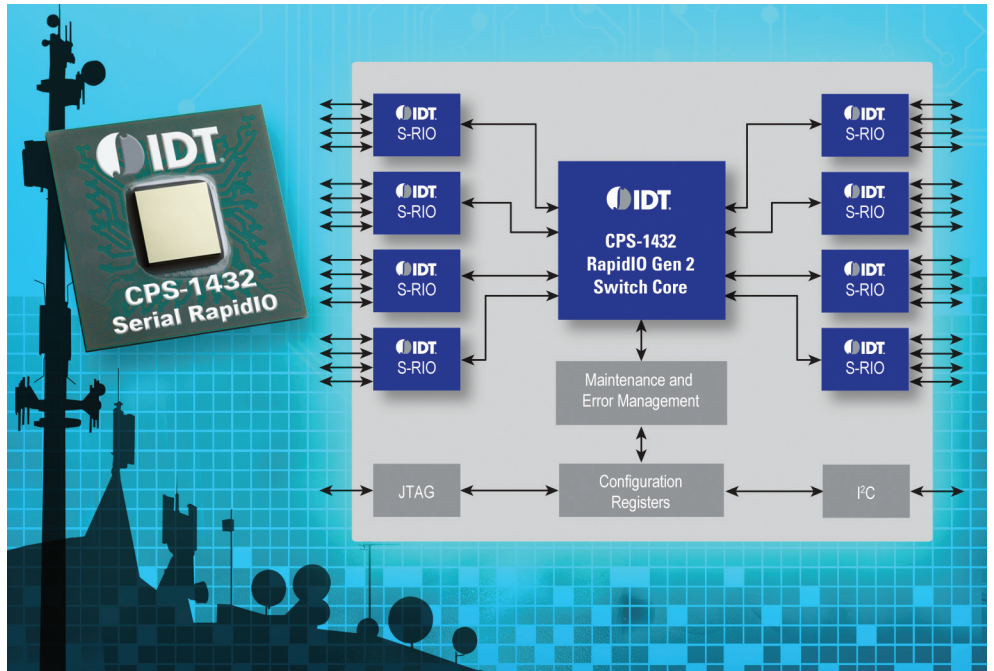 IDT.
CPS-1432
Serial RapidIO
IDT.
S-RIO
IDT.
S-RIO
IDT.
S-RIO
IDT.
S-RIO
IDT.
CPS-1432
RapidIO Gen 2
Switch Core
IDT.
S-RIO
IDT.
S-RIO
IDT.
S-RIO
IDT.
S-RIO
Maintenance and
Error Management
JTAG
Configuration
Registers
I²C